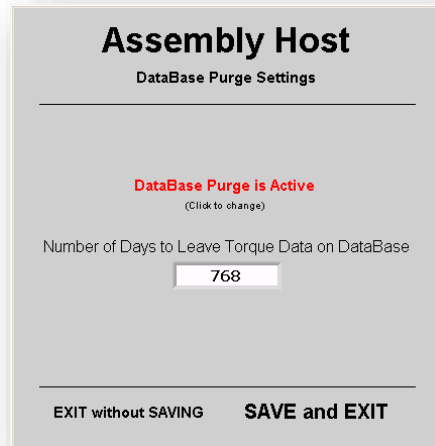 Assembly Host
DataBase Purge Settings
DataBase Purge is Active
(Click to change)
Number of Days to Leave Torque Data on DataBase
768
EXIT without SAVING SAVE and EXIT